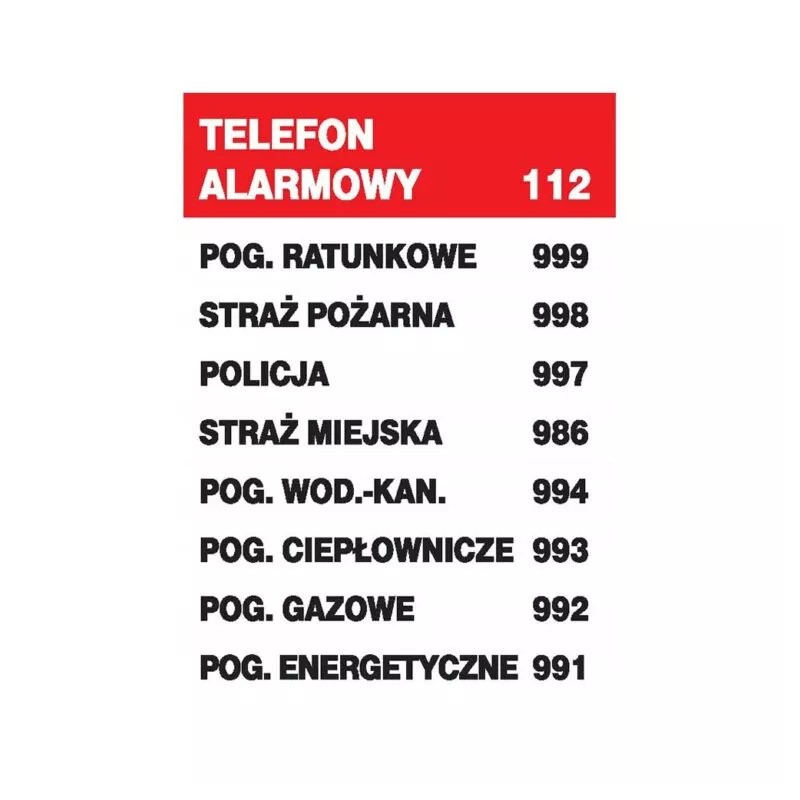 TELEFON
ALARMOWY 112
POG. RATUNKOWE 999
STRAŻ POŻARNA 998
POLICJA 997
STRAŻ MIEJSKA 986
POG. WOD.-KAN. 994
POG. CIEPŁOWNICZE 993
POG. GAZOWE 992
POG. ENERGETYCZNE 991